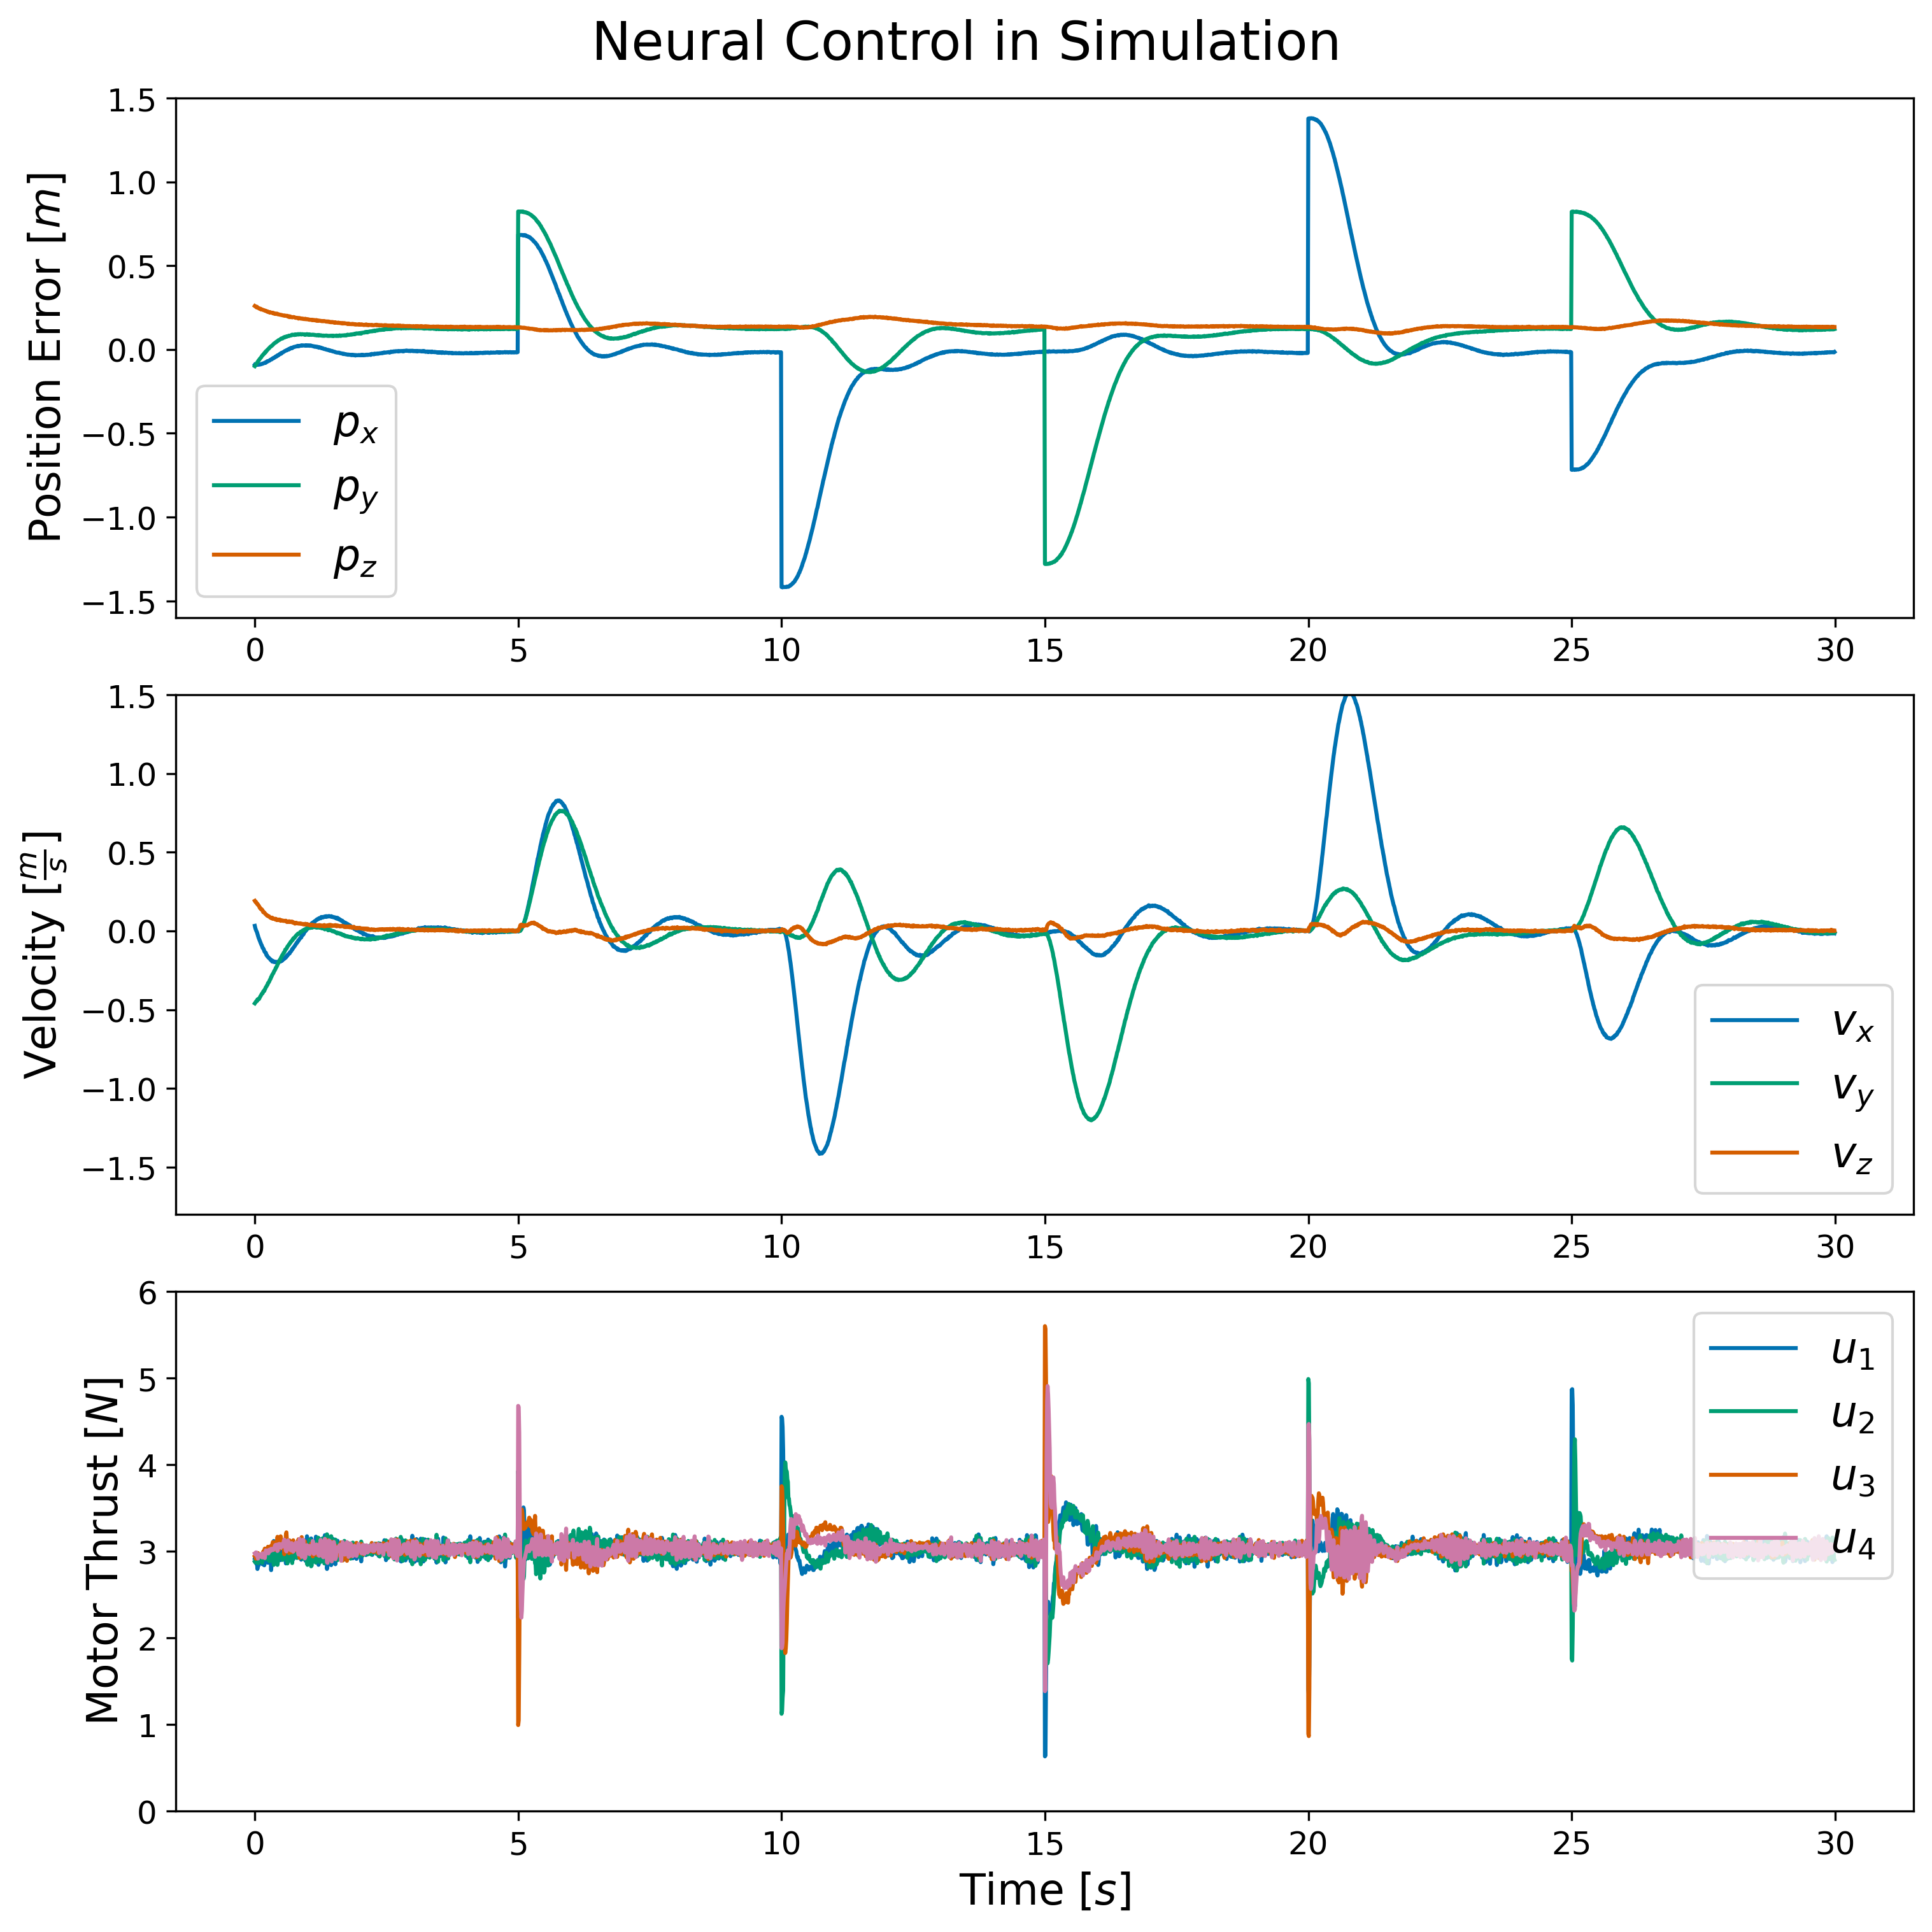 Neural Control in Simulation
Position Error [m]
1.5
1.0
0.5
0.0
−0.5
−1.0
−1.5
p_x
p_y
p_z
0 5 10 15 20 25 30
Velocity [m/s]
1.5
1.0
0.5
0.0
−0.5
−1.0
−1.5
v_x
v_y
v_z
0 5 10 15 20 25 30
Motor Thrust [N]
6
5
4
3
2
1
0
u_1
u_2
u_3
u_4
0 5 10 15 20 25 30
Time [s]